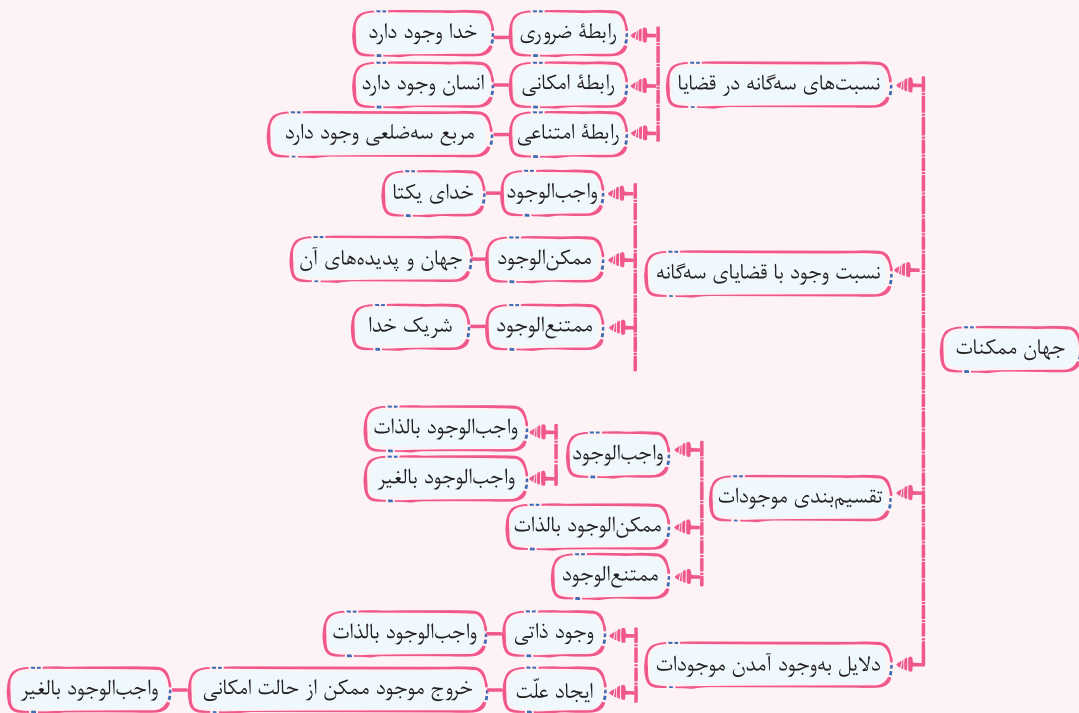 جهان ممکنات
نسبت‌های سه‌گانه در قضایا
رابطۀ ضروری
خدا وجود دارد
رابطۀ امکانی
انسان وجود دارد
رابطۀ امتناعی
مربع سه‌ضلعی وجود دارد
نسبت وجود با قضایای سه‌گانه
واجب‌الوجود
خدای یکتا
ممکن‌الوجود
جهان و پدیده‌های آن
ممتنع‌الوجود
شریک خدا
تقسیم‌بندی موجودات
واجب‌الوجود
واجب‌الوجود بالذات
واجب‌الوجود بالغیر
ممکن‌الوجود بالذات
ممتنع‌الوجود
دلایل به‌وجود آمدن موجودات
وجود ذاتی
واجب‌الوجود بالذات
ایجاد علّت
خروج موجود ممکن از حالت امکانی
واجب‌الوجود بالغیر